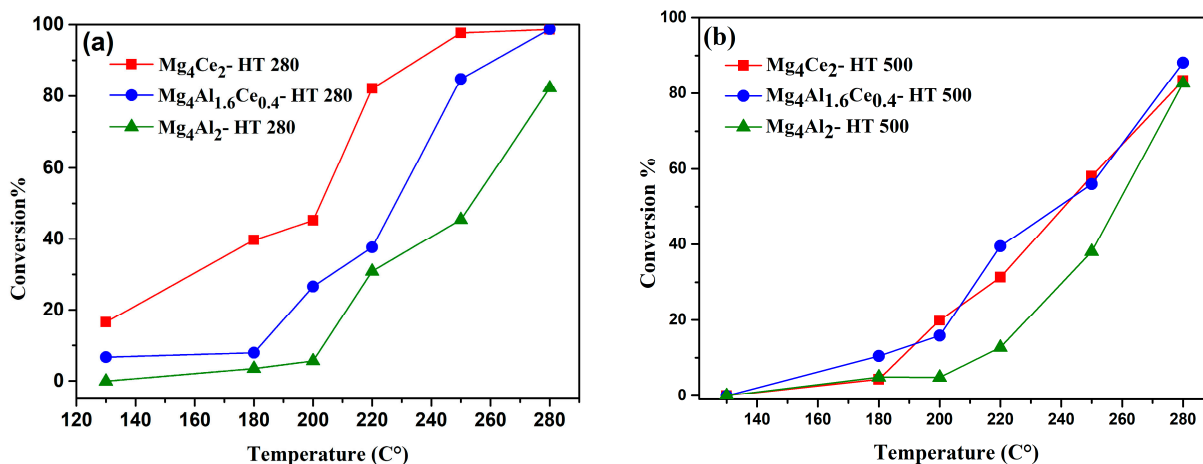 (a)
Mg₄Ce₂- HT 280
Mg₄Al₁.₆Ce₀.₄- HT 280
Mg₄Al₂- HT 280
Conversion%
100
80
60
40
20
0
120 140 160 180 200 220 240 260 280
Temperature (C°)
(b)
Mg₄Ce₂- HT 500
Mg₄Al₁.₆Ce₀.₄- HT 500
Mg₄Al₂- HT 500
Conversion %
100
80
60
40
20
0
140 160 180 200 220 240 260 280
Temperature (C°)